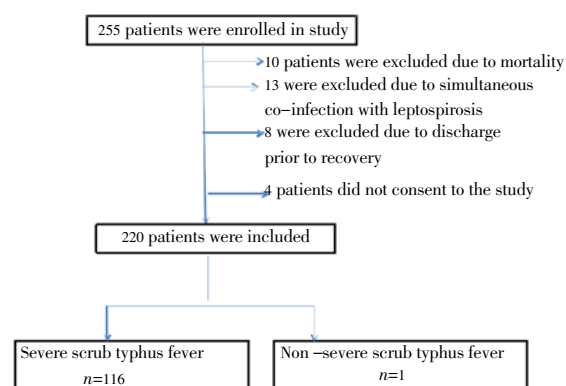 255 patients were enrolled in study
10 patients were excluded due to mortality
13 were excluded due to simultaneous
co−infection with leptospirosis
8 were excluded due to discharge
prior to recovery
4 patients did not consent to the study
220 patients were included
Severe scrub typhus fever
n=116
Non −severe scrub typhus fever
n=1